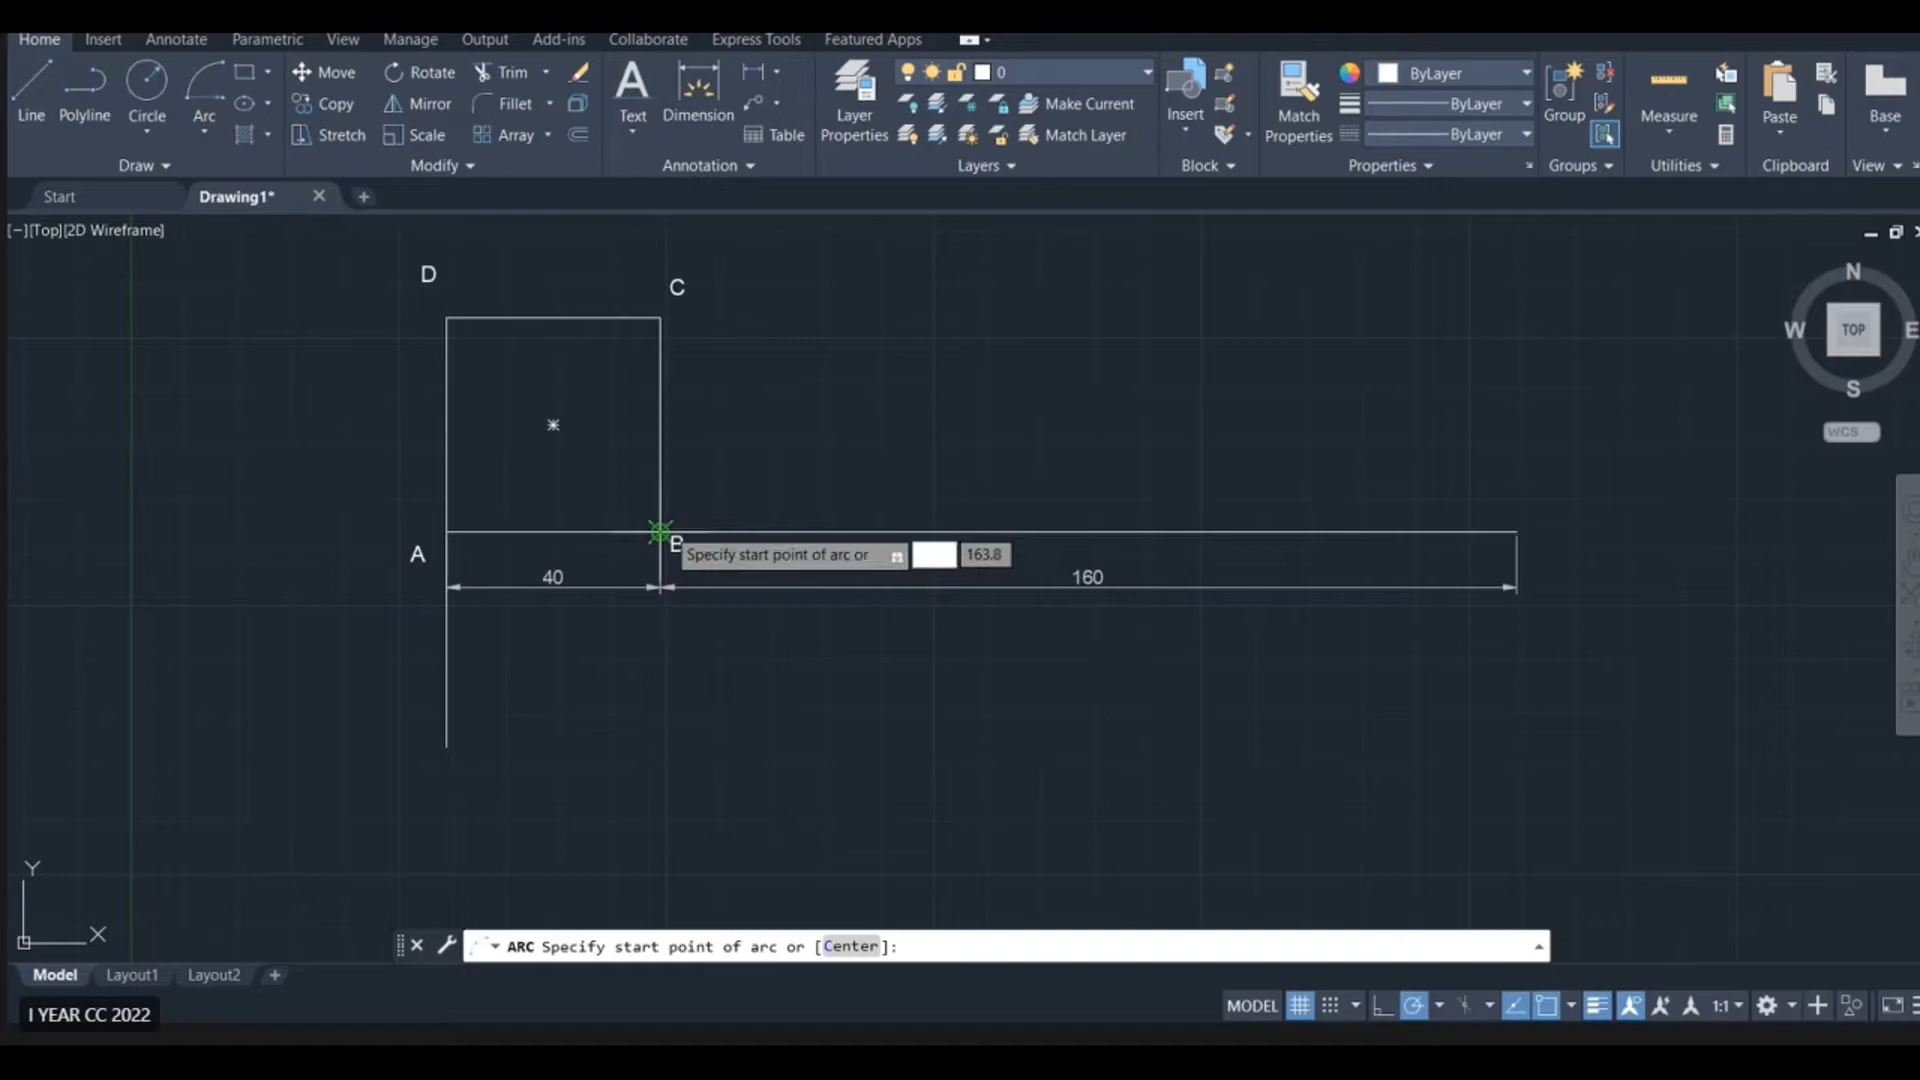 Home Insert Annotate Parametric View Manage Output Add-ins Collaborate Express Tools Featured Apps
Move Rotate Trim
Copy Mirror Fillet
Stretch Scale Array
Line Polyline Circle Arc
Draw Modify
Text Dimension Table
Annotation
Layer Properties
0
Make Current
Match Layer
Layers
Insert
Block
Match Properties
ByLayer
ByLayer
ByLayer
Properties
Group
Groups
Measure
Utilities
Paste
Clipboard
Base
View
Start Drawing1*
[−][Top][2D Wireframe]
N
W TOP E
S
WCS
D
C
A
B
Specify start point of arc or 163.8
40 160
Y
X
ARC Specify start point of arc or [Center]:
Model Layout1 Layout2
MODEL 1:1
I YEAR CC 2022